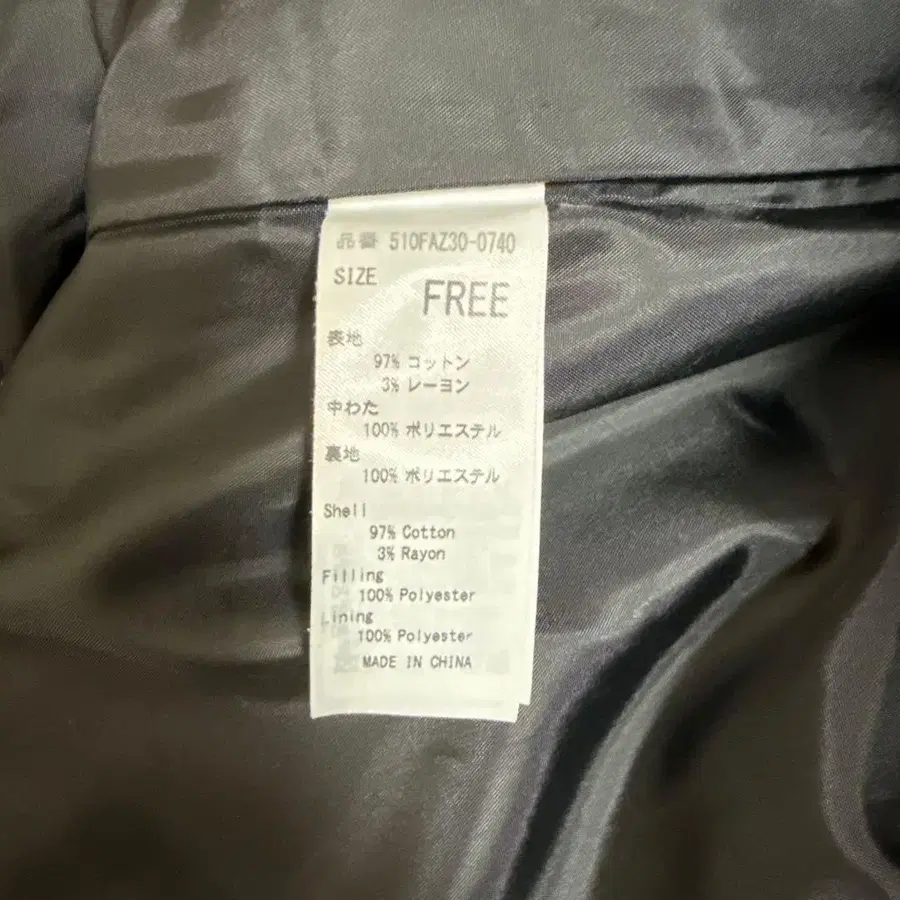 品番 510FAZ30-0740
SIZE
FREE
表地
97% コットン
3% レーヨン
中わた
100% ポリエステル
裏地
100% ポリエステル
Shell
97% Cotton
3% Rayon
Filling
100% Polyester
Lining
100% Polyester
MADE IN CHINA